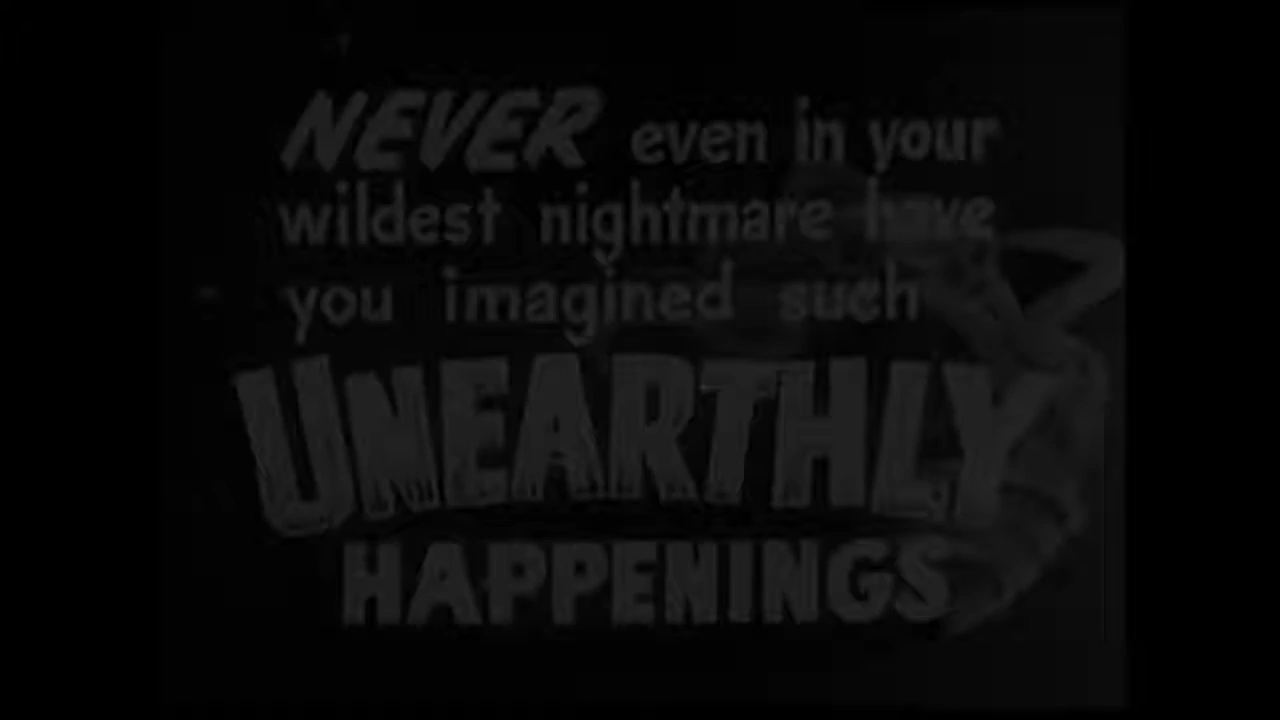 NEVER even in your
wildest nightmare have
you imagined such
UNEARTHLY
HAPPENINGS